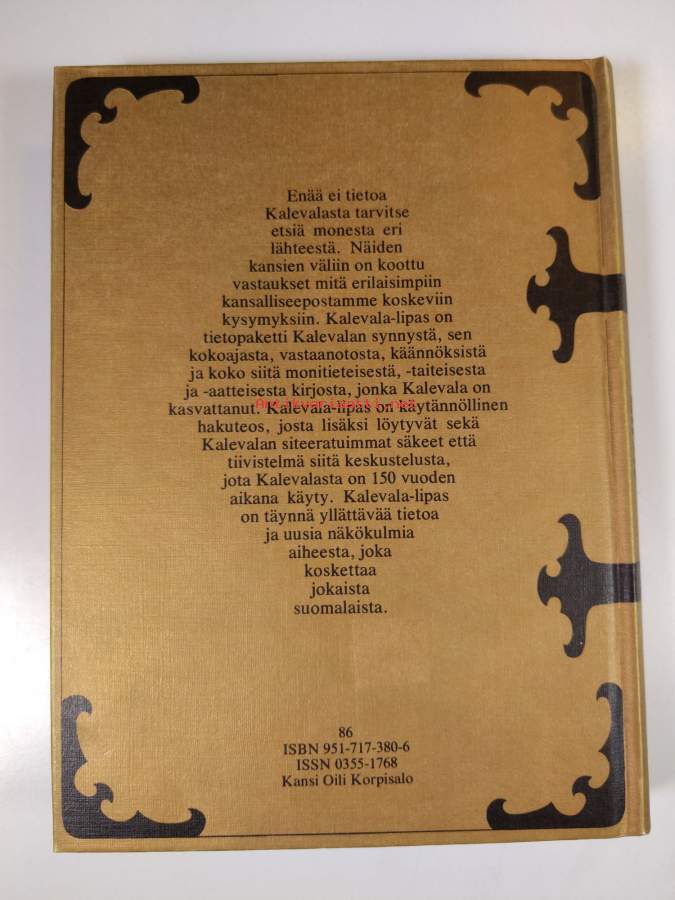 Enää ei tietoa
Kalevalasta tarvitse
etsiä monesta eri
lähteestä. Näiden
kansien väliin on koottu
vastaukset mitä erilaisimpiin
kansalliseepostamme koskeviin
kysymyksiin. Kalevala-lipas on
tietopaketti Kalevalan synnystä, sen
kokoajasta, vastaanotosta, käännöksistä
ja koko siitä monitieteisestä, -taiteisesta
ja -aatteisesta kirjosta, jonka Kalevala on
Antikvariaatti.net
kasvattanut. Kalevala-lipas on käytännöllinen
hakuteos, josta lisäksi löytyvät sekä
Kalevalan siteeratuimmat säkeet että
tiivistelmä siitä keskustelusta,
jota Kalevalasta on 150 vuoden
aikana käyty. Kalevala-lipas
on täynnä yllättävää tietoa
ja uusia näkökulmia
aiheesta, joka
koskettaa
jokaista
suomalaista.
86
ISBN 951-717-380-6
ISSN 0355-1768
Kansi Oili Korpisalo